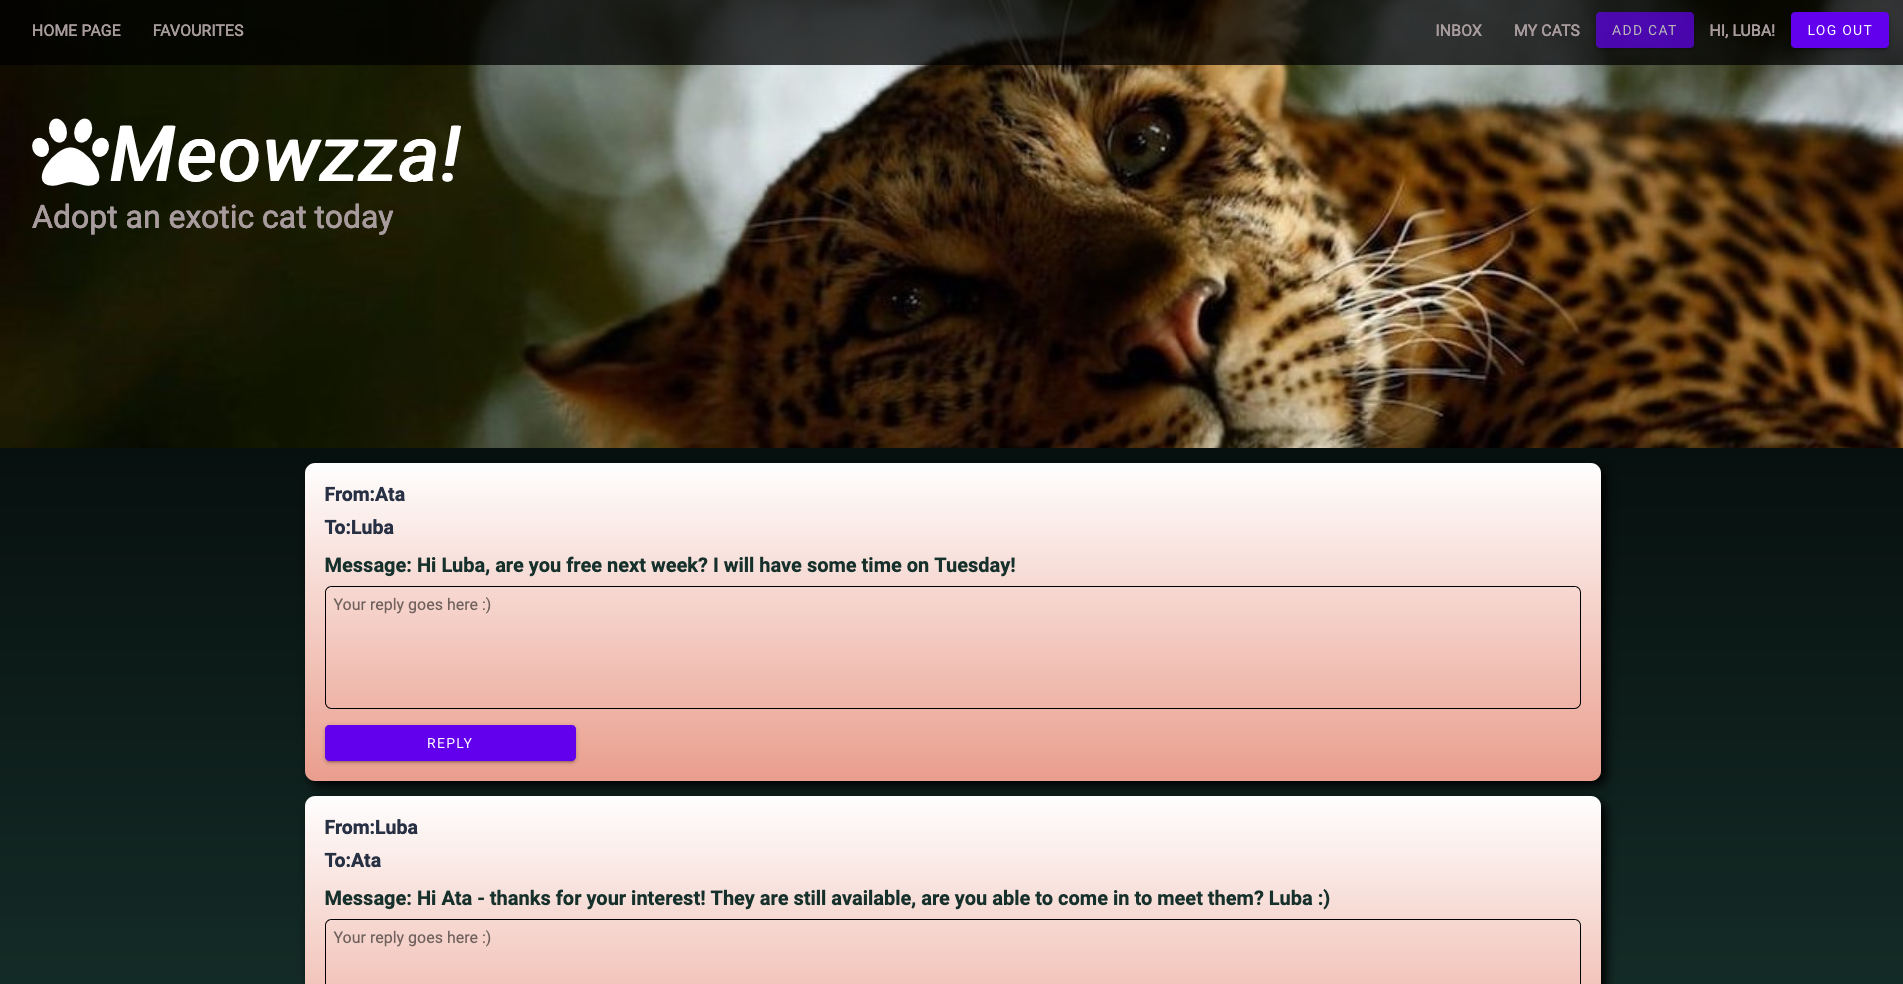 HOME PAGE FAVOURITES INBOX MY CATS ADD CAT HI, LUBA! LOG OUT
Meowzza!
Adopt an exotic cat today
From:Ata
To:Luba
Message: Hi Luba, are you free next week? I will have some time on Tuesday!
Your reply goes here :)
REPLY
From:Luba
To:Ata
Message: Hi Ata - thanks for your interest! They are still available, are you able to come in to meet them? Luba :)
Your reply goes here :)